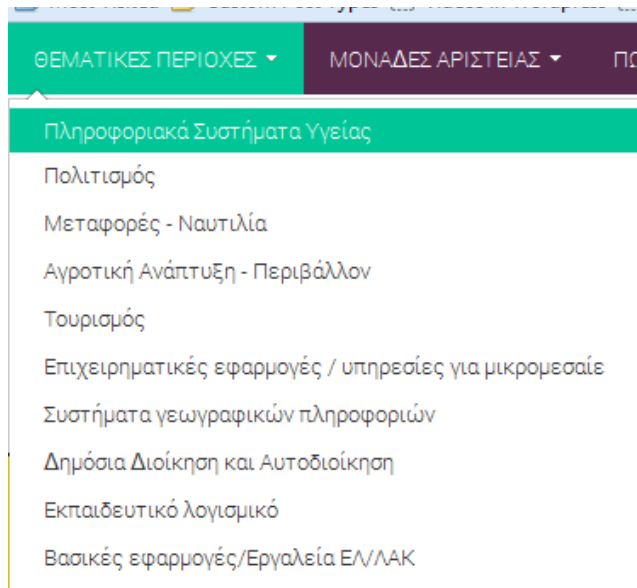 ΘΕΜΑΤΙΚΕΣ ΠΕΡΙΟΧΕΣ ΜΟΝΑΔΕΣ ΑΡΙΣΤΕΙΑΣ
Πληροφοριακά Συστήματα Υγείας
Πολιτισμός
Μεταφορές - Ναυτιλία
Αγροτική Ανάπτυξη - Περιβάλλον
Τουρισμός
Επιχειρηματικές εφαρμογές / υπηρεσίες για μικρομεσαίε
Συστήματα γεωγραφικών πληροφοριών
Δημόσια Διοίκηση και Αυτοδιοίκηση
Εκπαιδευτικό λογισμικό
Βασικές εφαρμογές/Εργαλεία ΕΛ/ΛΑΚ